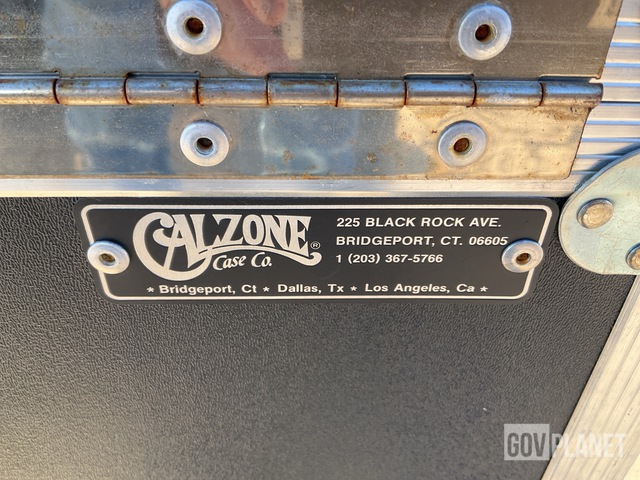 CALZONE®
Case Co.
225 BLACK ROCK AVE.
BRIDGEPORT, CT. 06605
1 (203) 367-5766
★ Bridgeport, Ct ★ Dallas, Tx ★ Los Angeles, Ca ★
GOVPLANET